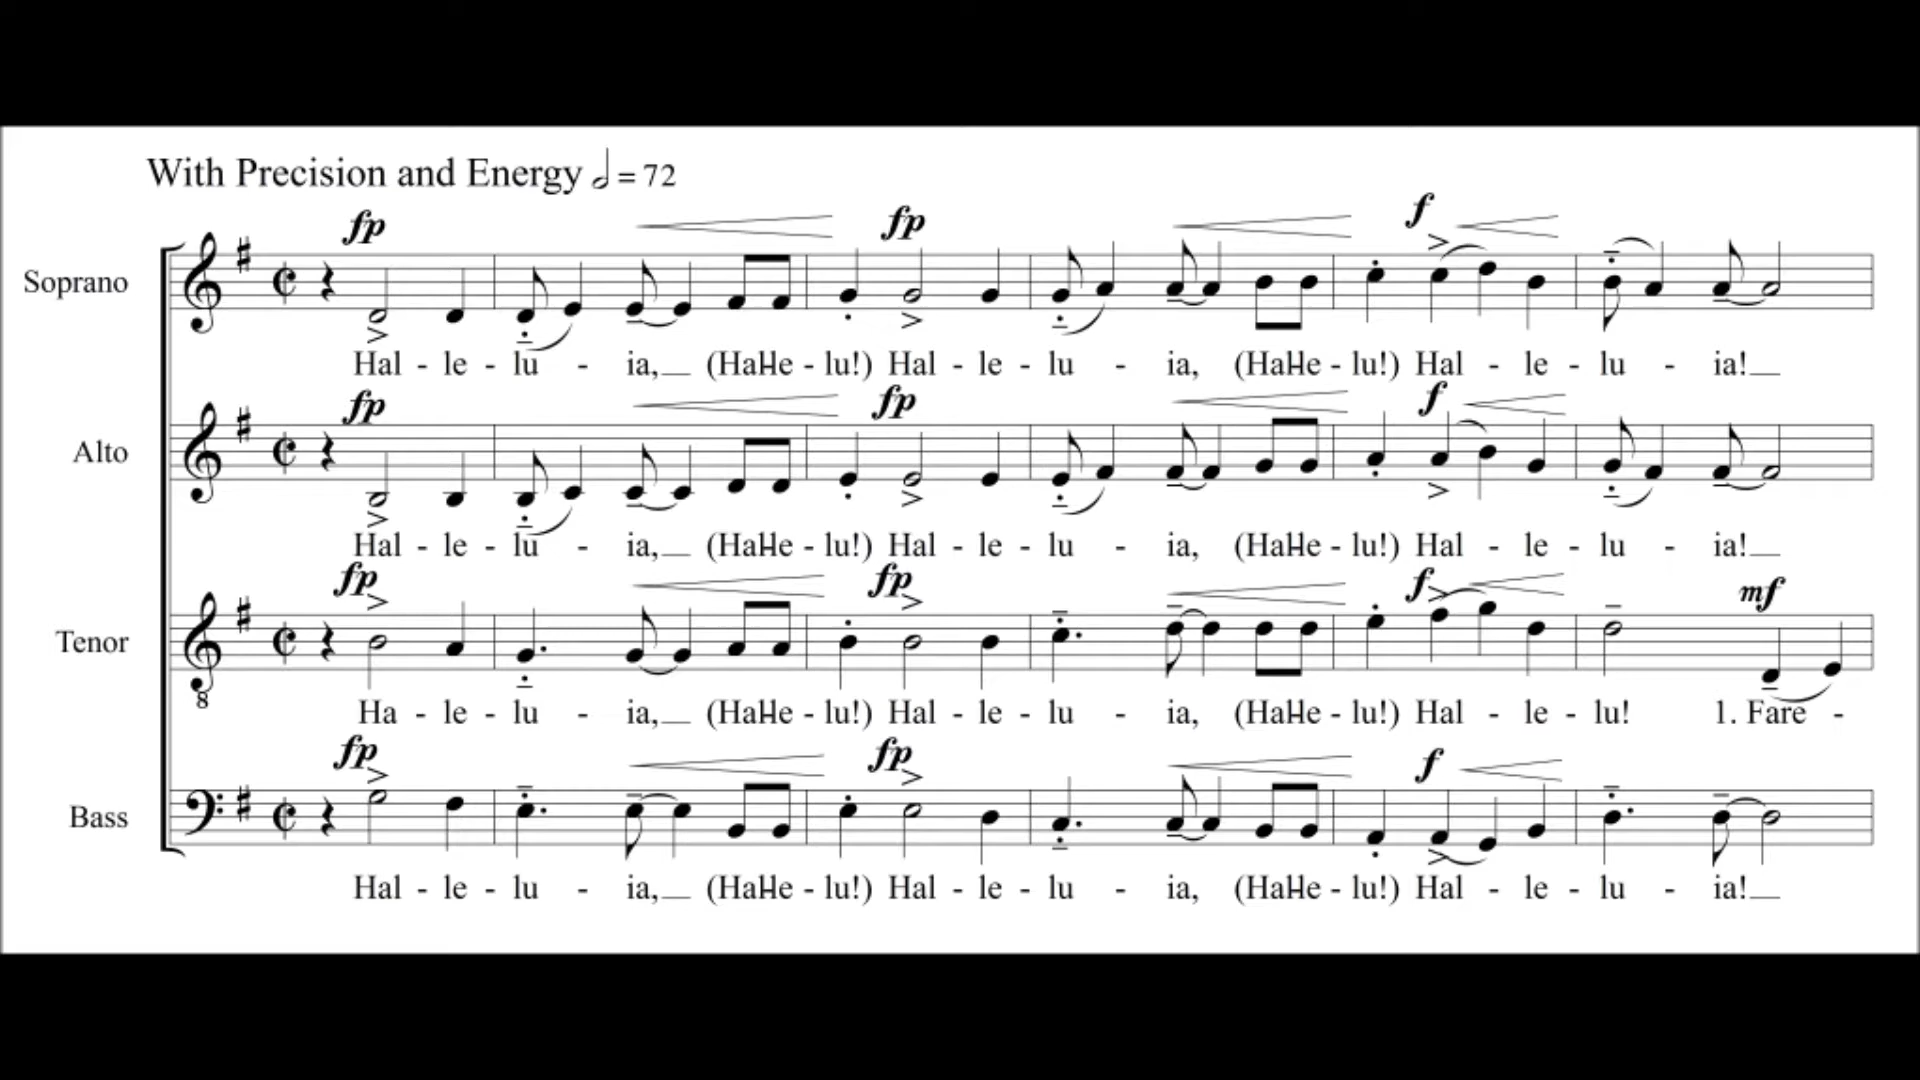 With Precision and Energy 𝅗𝅥 = 72
fp fp f
Soprano
Hal - le - lu - ia, (Hal-le - lu!) Hal - le - lu - ia, (Hal-le - lu!) Hal - le - lu - ia!
fp fp f
Alto
Hal - le - lu - ia, (Hal-le - lu!) Hal - le - lu - ia, (Hal-le - lu!) Hal - le - lu - ia!
fp fp f mf
Tenor
8
Ha - le - lu - ia, (Hal-le - lu!) Hal - le - lu - ia, (Hal-le - lu!) Hal - le - lu! 1. Fare -
fp fp f
Bass
Hal - le - lu - ia, (Hal-le - lu!) Hal - le - lu - ia, (Hal-le - lu!) Hal - le - lu - ia!